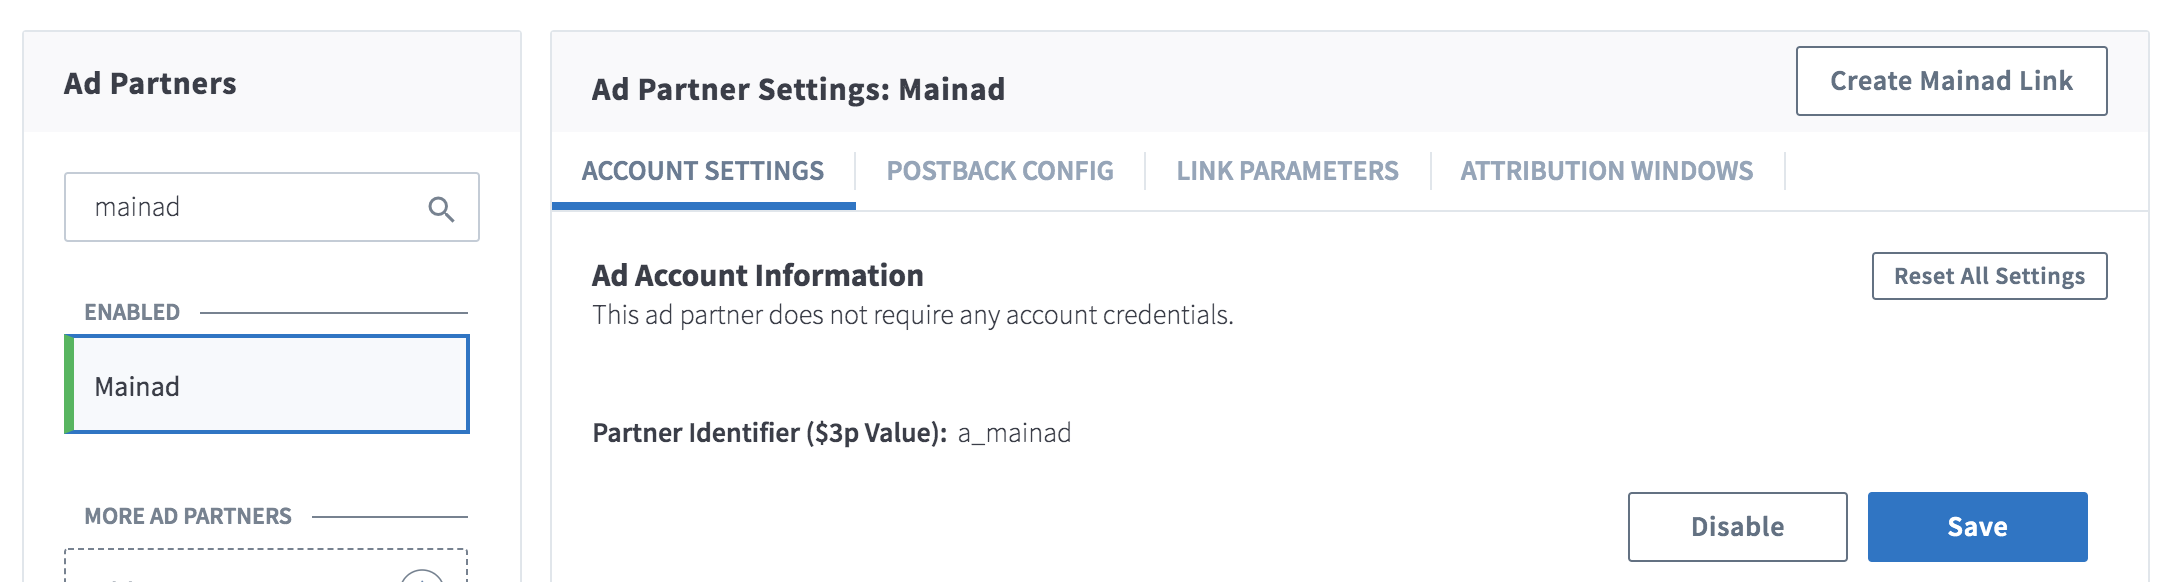 Ad Partners
mainad
ENABLED
Mainad
MORE AD PARTNERS
Ad Partner Settings: Mainad
Create Mainad Link
ACCOUNT SETTINGS
POSTBACK CONFIG
LINK PARAMETERS
ATTRIBUTION WINDOWS
Ad Account Information
Reset All Settings
This ad partner does not require any account credentials.
Partner Identifier ($3p Value): a_mainad
Disable
Save